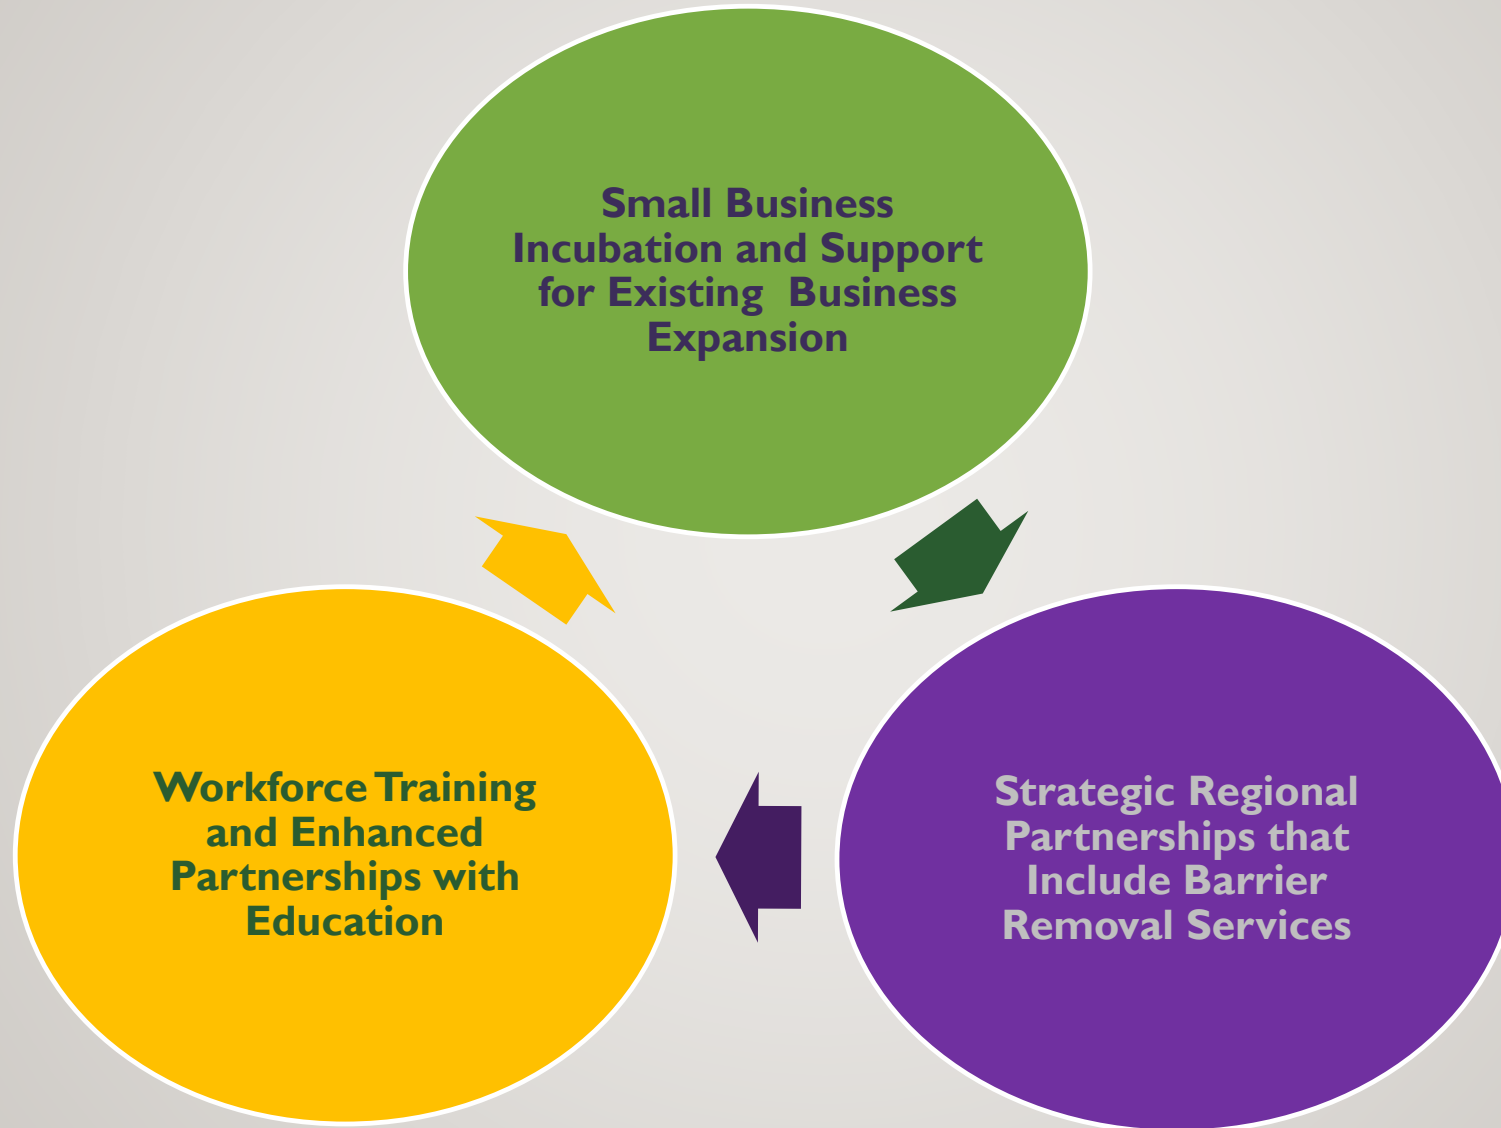 Small Business
Incubation and Support
for Existing  Business
Expansion
Workforce Training
and Enhanced
Partnerships with
Education
Strategic Regional
Partnerships that
Include Barrier
Removal Services